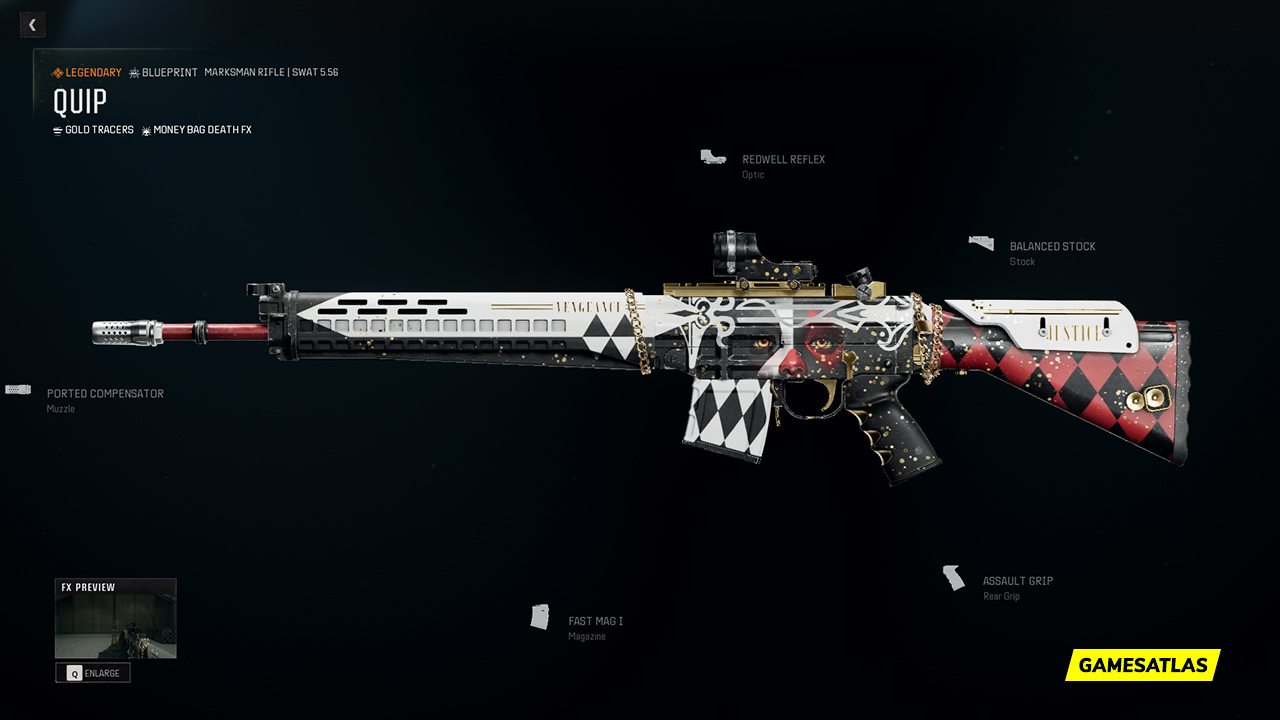 LEGENDARY BLUEPRINT MARKSMAN RIFLE | SWAT 5.56
QUIP
GOLD TRACERS MONEY BAG DEATH FX
REDWELL REFLEX
Optic
BALANCED STOCK
Stock
VENGEANCE
JUSTICE
PORTED COMPENSATOR
Muzzle
FX PREVIEW
Q ENLARGE
FAST MAG I
Magazine
ASSAULT GRIP
Rear Grip
GAMESATLAS